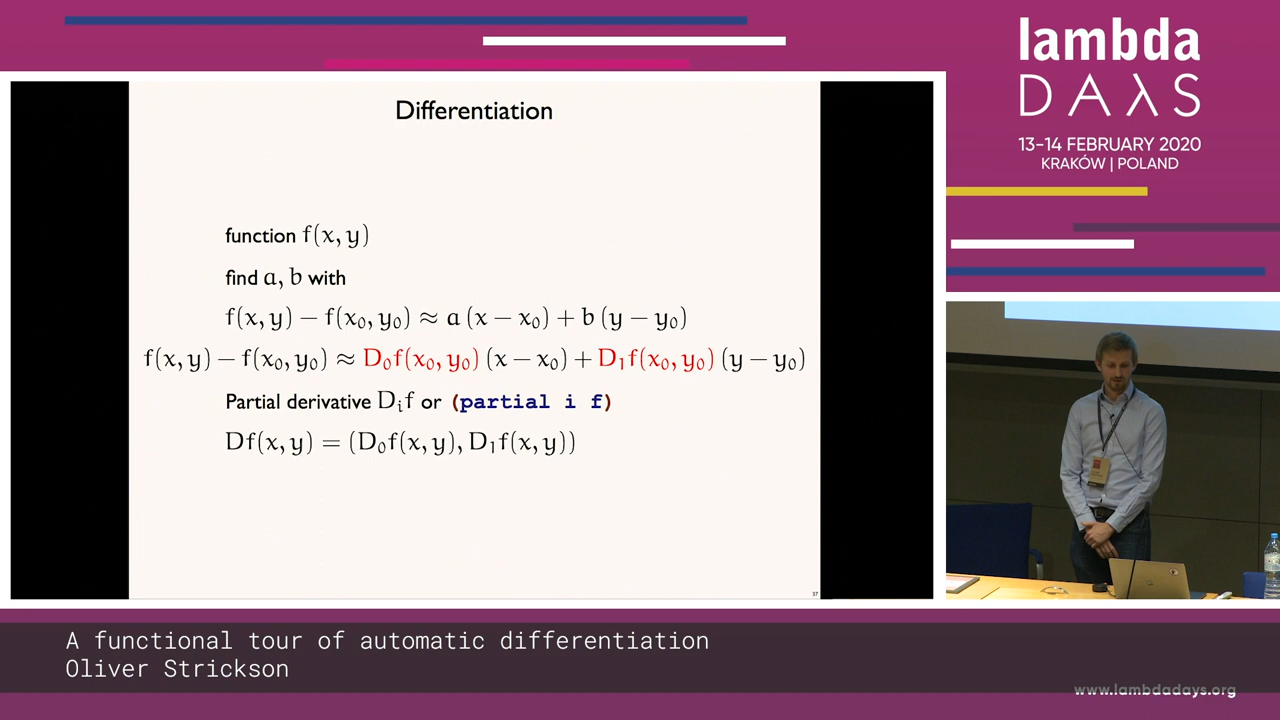 lambda
DAλS
13-14 FEBRUARY 2020
KRAKÓW | POLAND
Differentiation
function f(x, y)
find a, b with
f(x, y) − f(x₀, y₀) ≈ a (x − x₀) + b (y − y₀)
f(x, y) − f(x₀, y₀) ≈ D₀f(x₀, y₀) (x − x₀) + D₁f(x₀, y₀) (y − y₀)
Partial derivative Dᵢf or (partial i f)
Df(x, y) = (D₀f(x, y), D₁f(x, y))
37
A functional tour of automatic differentiation
Oliver Strickson
www.lambdadays.org